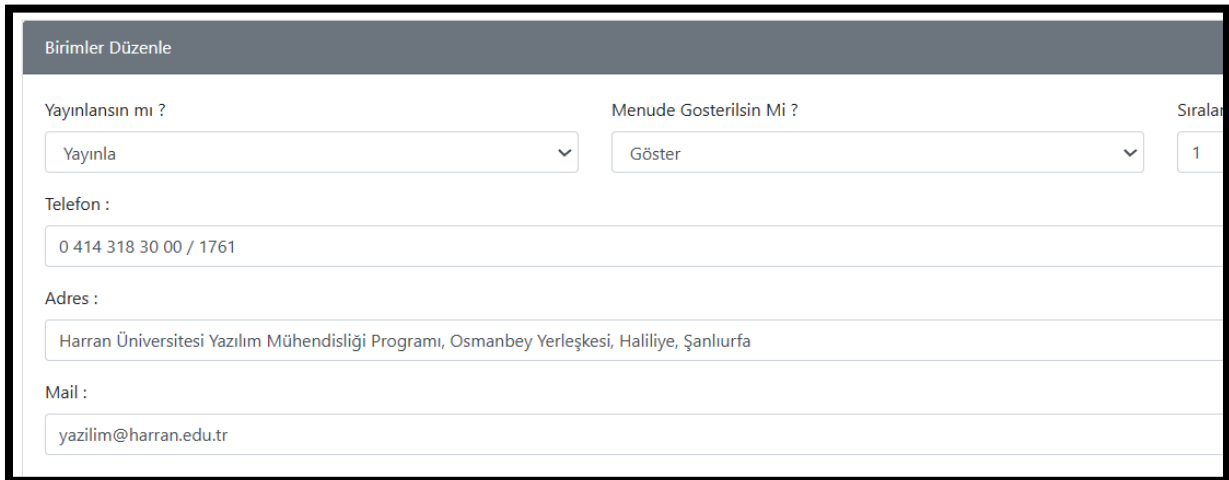 Birimler Düzenle
Yayınlansın mı ? Menude Gosterilsin Mi ?
Yayınla Göster 1
Telefon :
0 414 318 30 00 / 1761
Adres :
Harran Üniversitesi Yazılım Mühendisliği Programı, Osmanbey Yerleşkesi, Haliliye, Şanlıurfa
Mail :
yazilim@harran.edu.tr